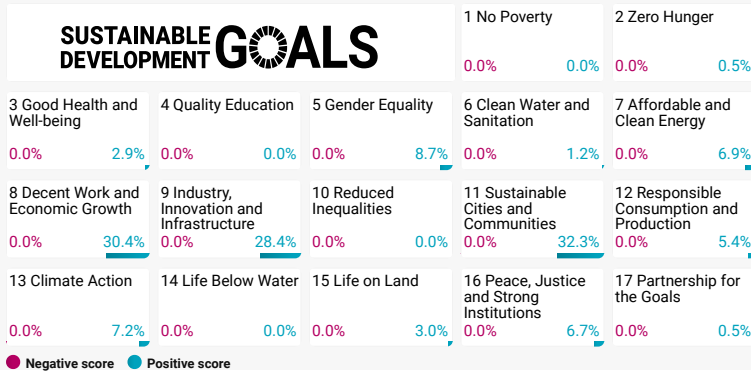 SUSTAINABLE
DEVELOPMENT
GOALS
1 No Poverty
0.0% 0.0%
2 Zero Hunger
0.0% 0.5%
3 Good Health and
Well-being
0.0% 2.9%
4 Quality Education
0.0% 0.0%
5 Gender Equality
0.0% 8.7%
6 Clean Water and
Sanitation
0.0% 1.2%
7 Affordable and
Clean Energy
0.0% 6.9%
8 Decent Work and
Economic Growth
0.0% 30.4%
9 Industry,
Innovation and
Infrastructure
0.0% 28.4%
10 Reduced
Inequalities
0.0% 0.0%
11 Sustainable
Cities and
Communities
0.0% 32.3%
12 Responsible
Consumption and
Production
0.0% 5.4%
13 Climate Action
0.0% 7.2%
14 Life Below Water
0.0% 0.0%
15 Life on Land
0.0% 3.0%
16 Peace, Justice
and Strong
Institutions
0.0% 6.7%
17 Partnership for
the Goals
0.0% 0.5%
Negative score Positive score